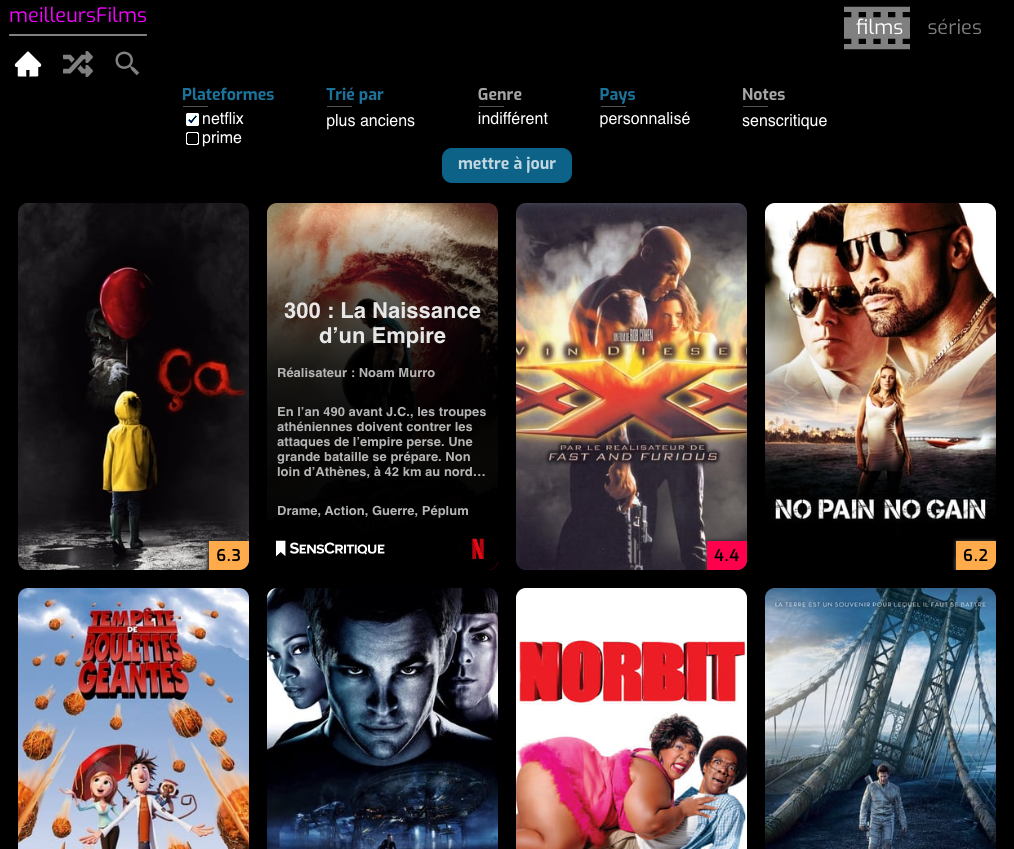 meilleursFilms
films
séries
Plateformes
Trié par
Genre
Pays
Notes
netflix
plus anciens
indifférent
personnalisé
senscritique
prime
mettre à jour
Ça
6.3
300 : La Naissance
d’un Empire
Réalisateur : Noam Murro
En l’an 490 avant J.C., les troupes
athéniennes doivent contrer les
attaques de l’empire perse. Une
grande bataille se prépare. Non
loin d’Athènes, à 42 km au nord…
Drame, Action, Guerre, Péplum
SENSCRITIQUE
N
UN FILM DE ROB COHEN
VIN DIESEL
XXX
PAR LE REALISATEUR DE
FAST AND FURIOUS
4.4
NO PAIN NO GAIN
6.2
TEMPÊTE
DE
BOULETTES
GÉANTES
NORBIT
LA TERRE EST UN SOUVENIR POUR LEQUEL IL FAUT SE BATTRE